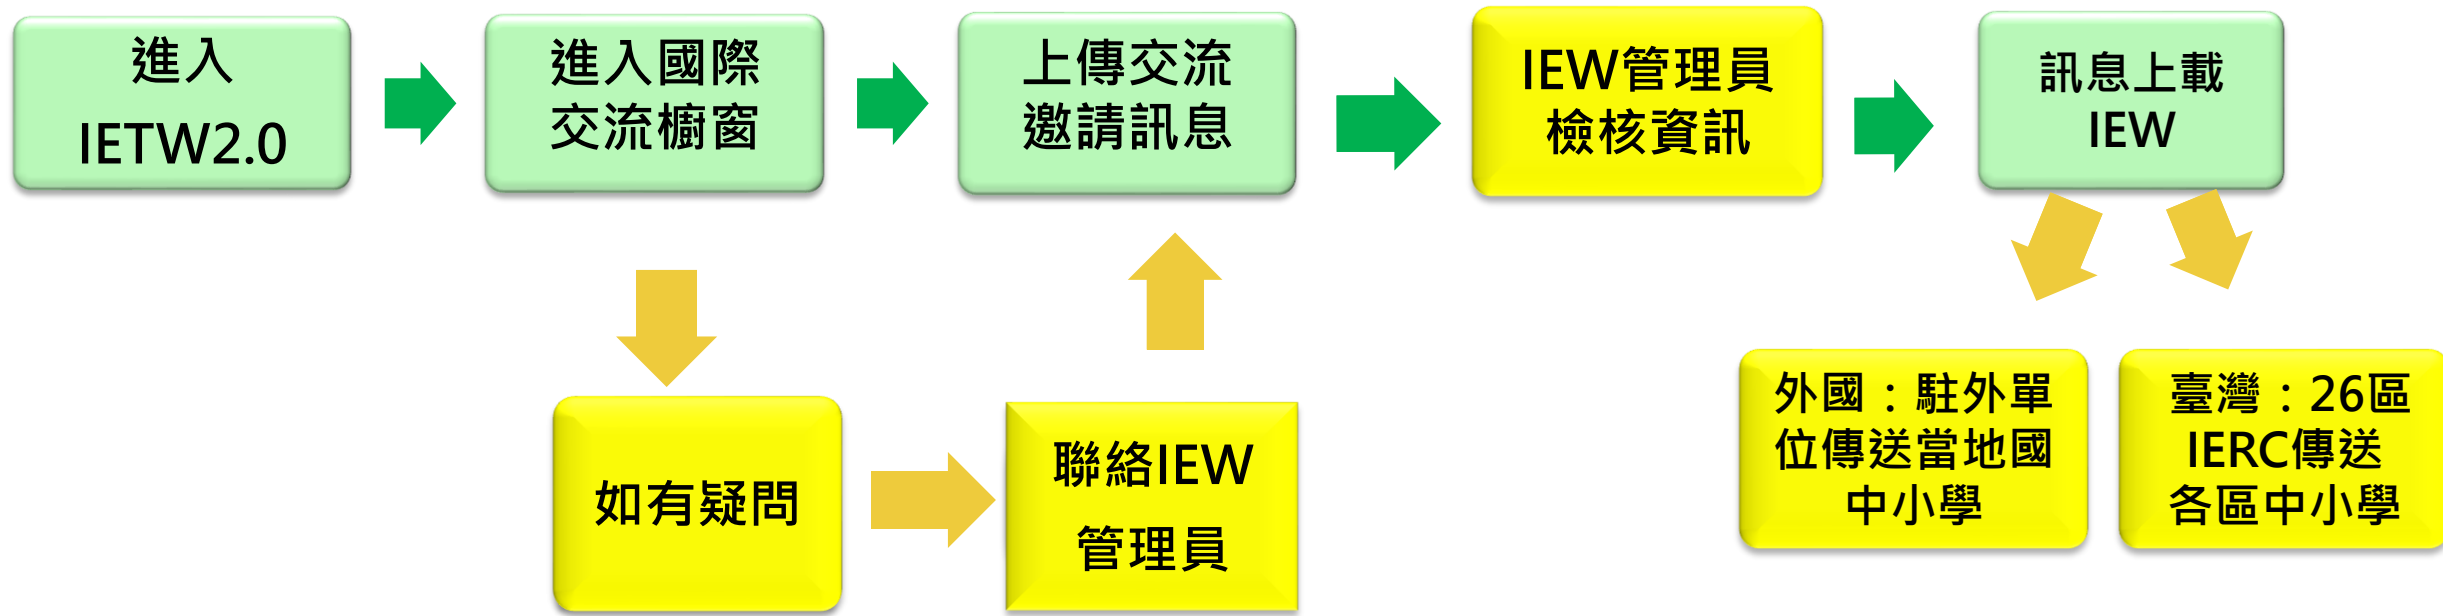 進入
IETW2.0
進入國際
交流櫥窗
上傳交流
邀請訊息
IEW管理員
檢核資訊
訊息上載
IEW
如有疑問
聯絡IEW
管理員
外國：駐外單
位傳送當地國
中小學
臺灣：26區
IERC傳送
各區中小學